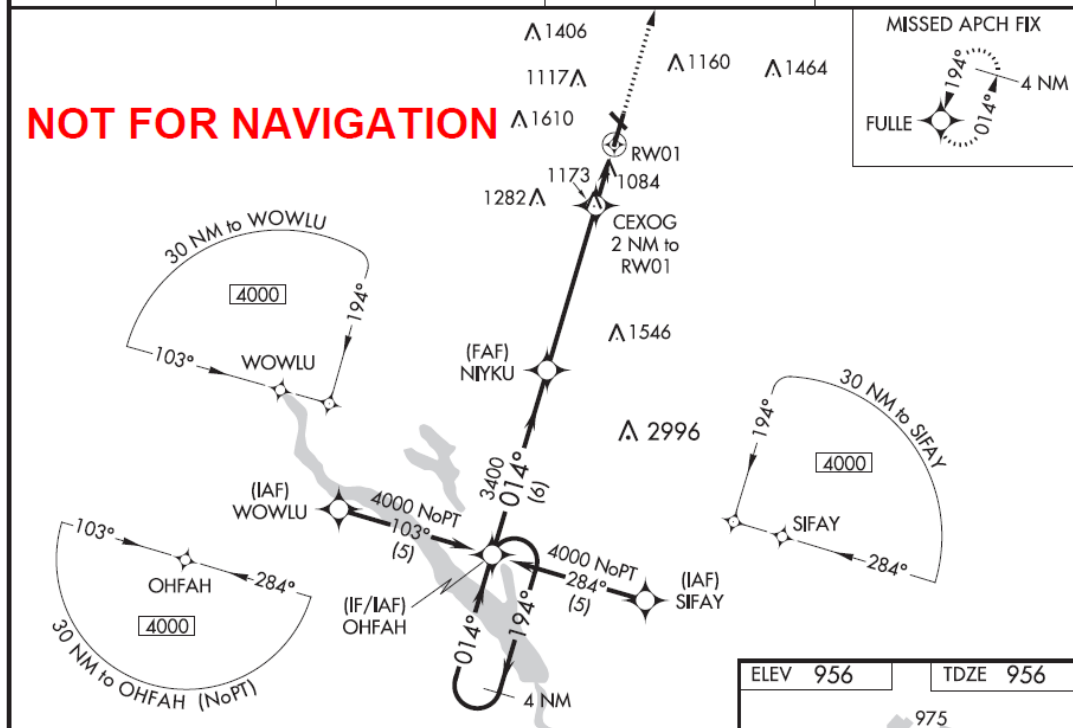 1406
1117
1160
1464
MISSED APCH FIX
194°
4 NM
014°
FULLE
NOT FOR NAVIGATION
1610
RW01
1173
1084
1282
CEXOG
2 NM to
RW01
30 NM to WOWLU
4000
194°
103°
WOWLU
1546
(FAF)
NIYKU
2996
30 NM to SIFAY
194°
4000
SIFAY
284°
3400
014°
(6)
(IAF)
WOWLU
4000 NoPT
103°
(5)
4000 NoPT
284°
(5)
(IAF)
SIFAY
103°
OHFAH
284°
4000
30 NM to OHFAH (NoPT)
(IF/IAF)
OHFAH
014°
194°
4 NM
ELEV 956
TDZE 956
975